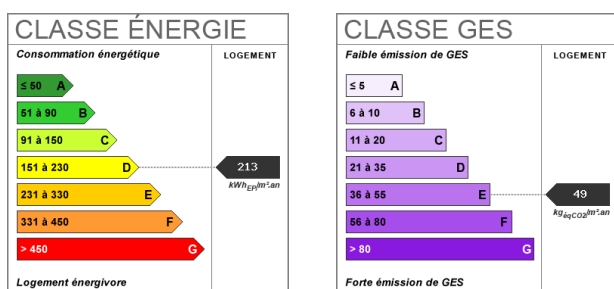 CLASSE ÉNERGIE
Consommation énergétique
LOGEMENT
≤ 50 A
51 à 90 B
91 à 150 C
151 à 230 D
213
kWhEP/m².an
231 à 330 E
331 à 450 F
> 450 G
Logement énergivore
CLASSE GES
Faible émission de GES
LOGEMENT
≤ 5 A
6 à 10 B
11 à 20 C
21 à 35 D
36 à 55 E
49
kgéqCO2/m².an
56 à 80 F
> 80 G
Forte émission de GES